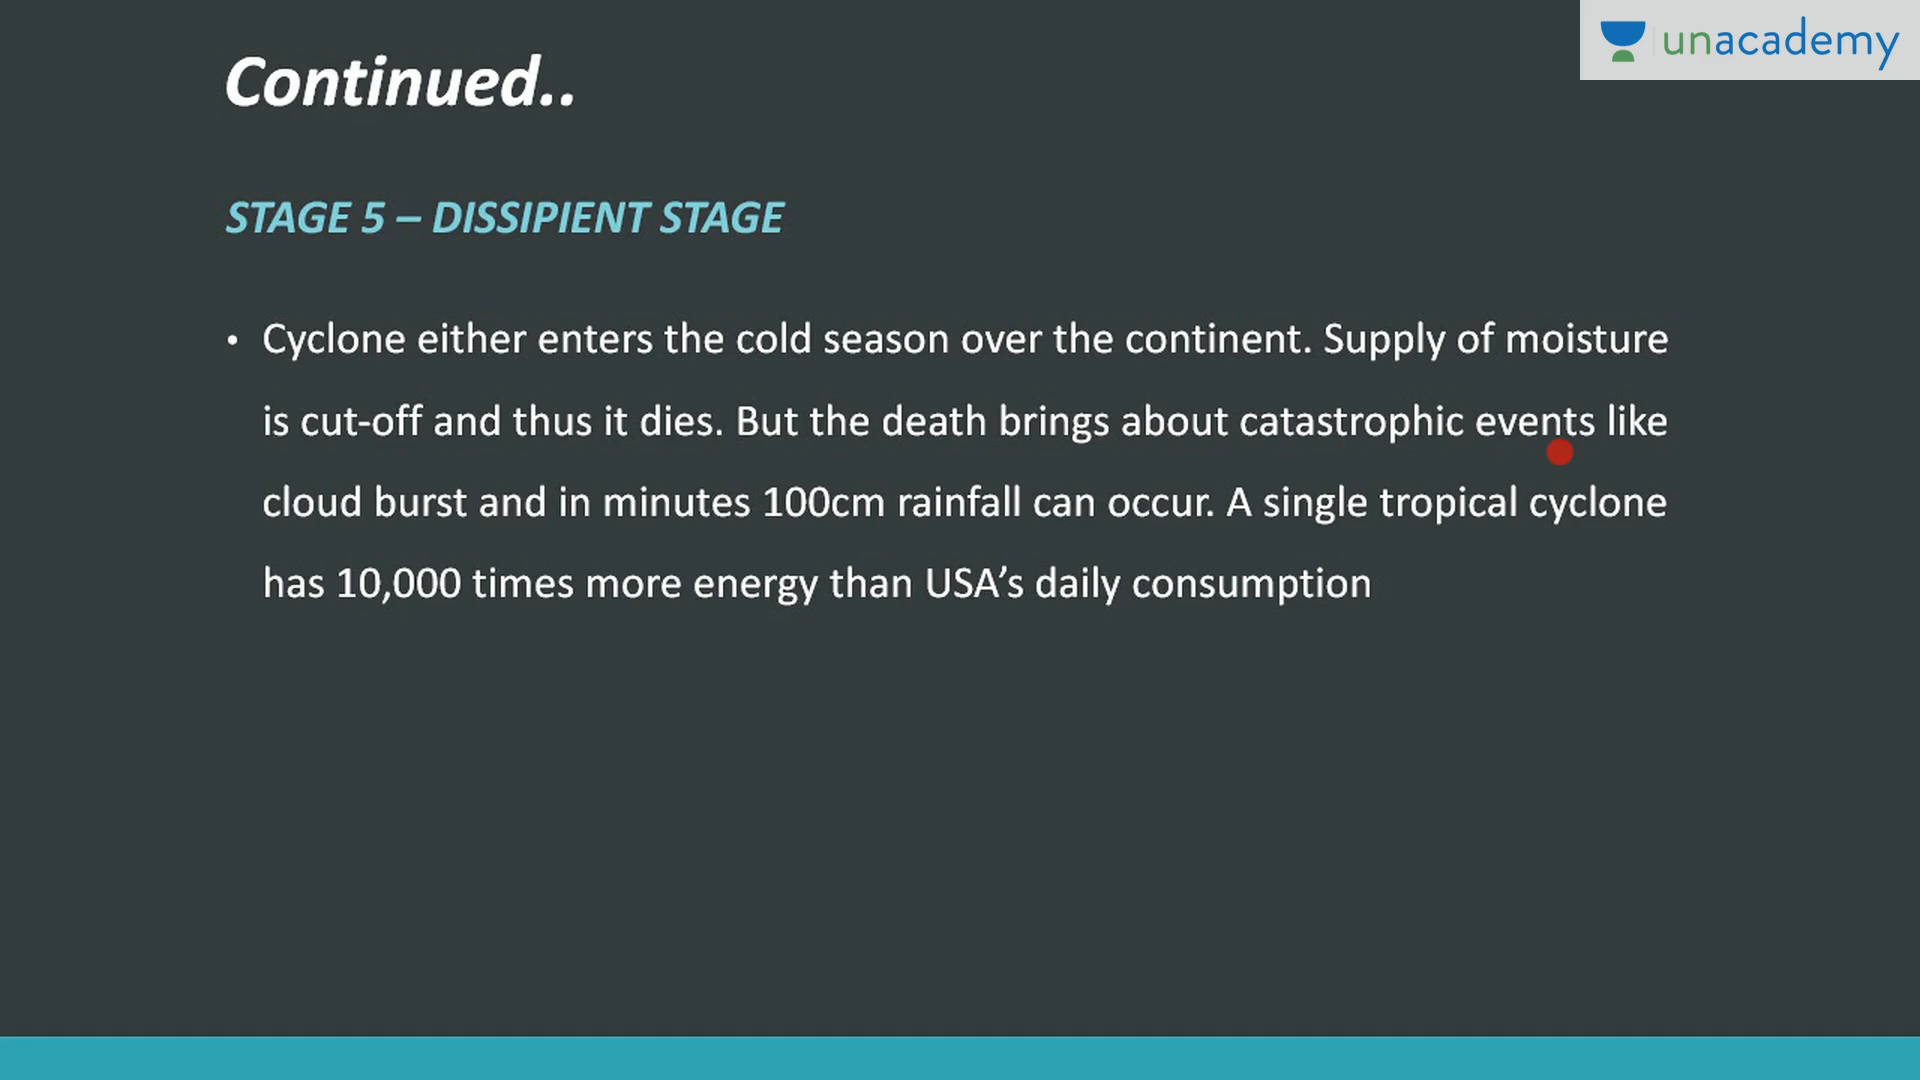 unacademy
Continued..
STAGE 5 – DISSIPIENT STAGE
• Cyclone either enters the cold season over the continent. Supply of moisture
is cut-off and thus it dies. But the death brings about catastrophic events like
cloud burst and in minutes 100cm rainfall can occur. A single tropical cyclone
has 10,000 times more energy than USA’s daily consumption